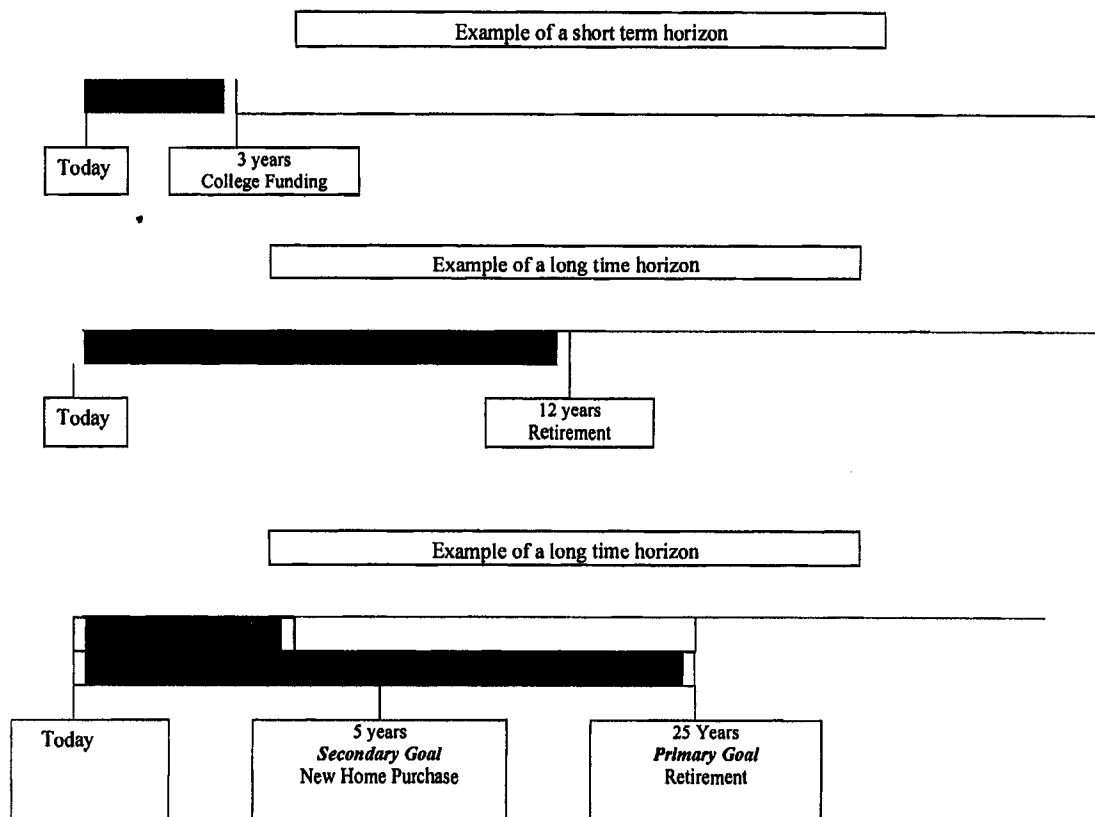 Example of a short term horizon
Today
3 years
College Funding
Example of a long time horizon
Today
12 years
Retirement
Example of a long time horizon
Today
5 years
Secondary Goal
New Home Purchase
25 Years
Primary Goal
Retirement